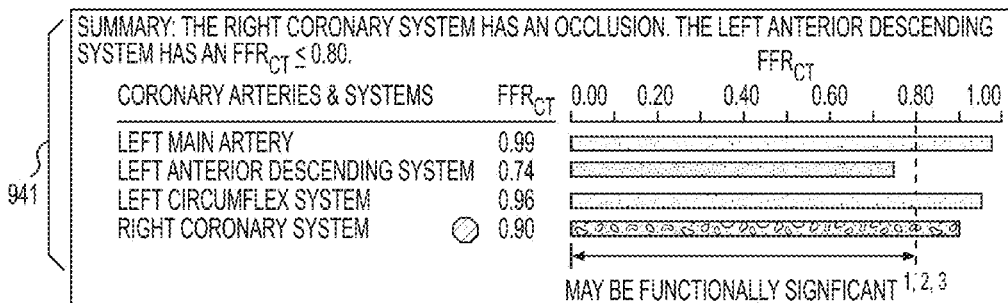 SUMMARY: THE RIGHT CORONARY SYSTEM HAS AN OCCLUSION. THE LEFT ANTERIOR DESCENDING
SYSTEM HAS AN FFRCT ≤ 0.80.
FFRCT
CORONARY ARTERIES & SYSTEMS FFRCT 0.00 0.20 0.40 0.60 0.80 1.00
LEFT MAIN ARTERY 0.99
LEFT ANTERIOR DESCENDING SYSTEM 0.74
941
LEFT CIRCUMFLEX SYSTEM 0.96
RIGHT CORONARY SYSTEM 0.90
MAY BE FUNCTIONALLY SIGNFICANT 1, 2, 3